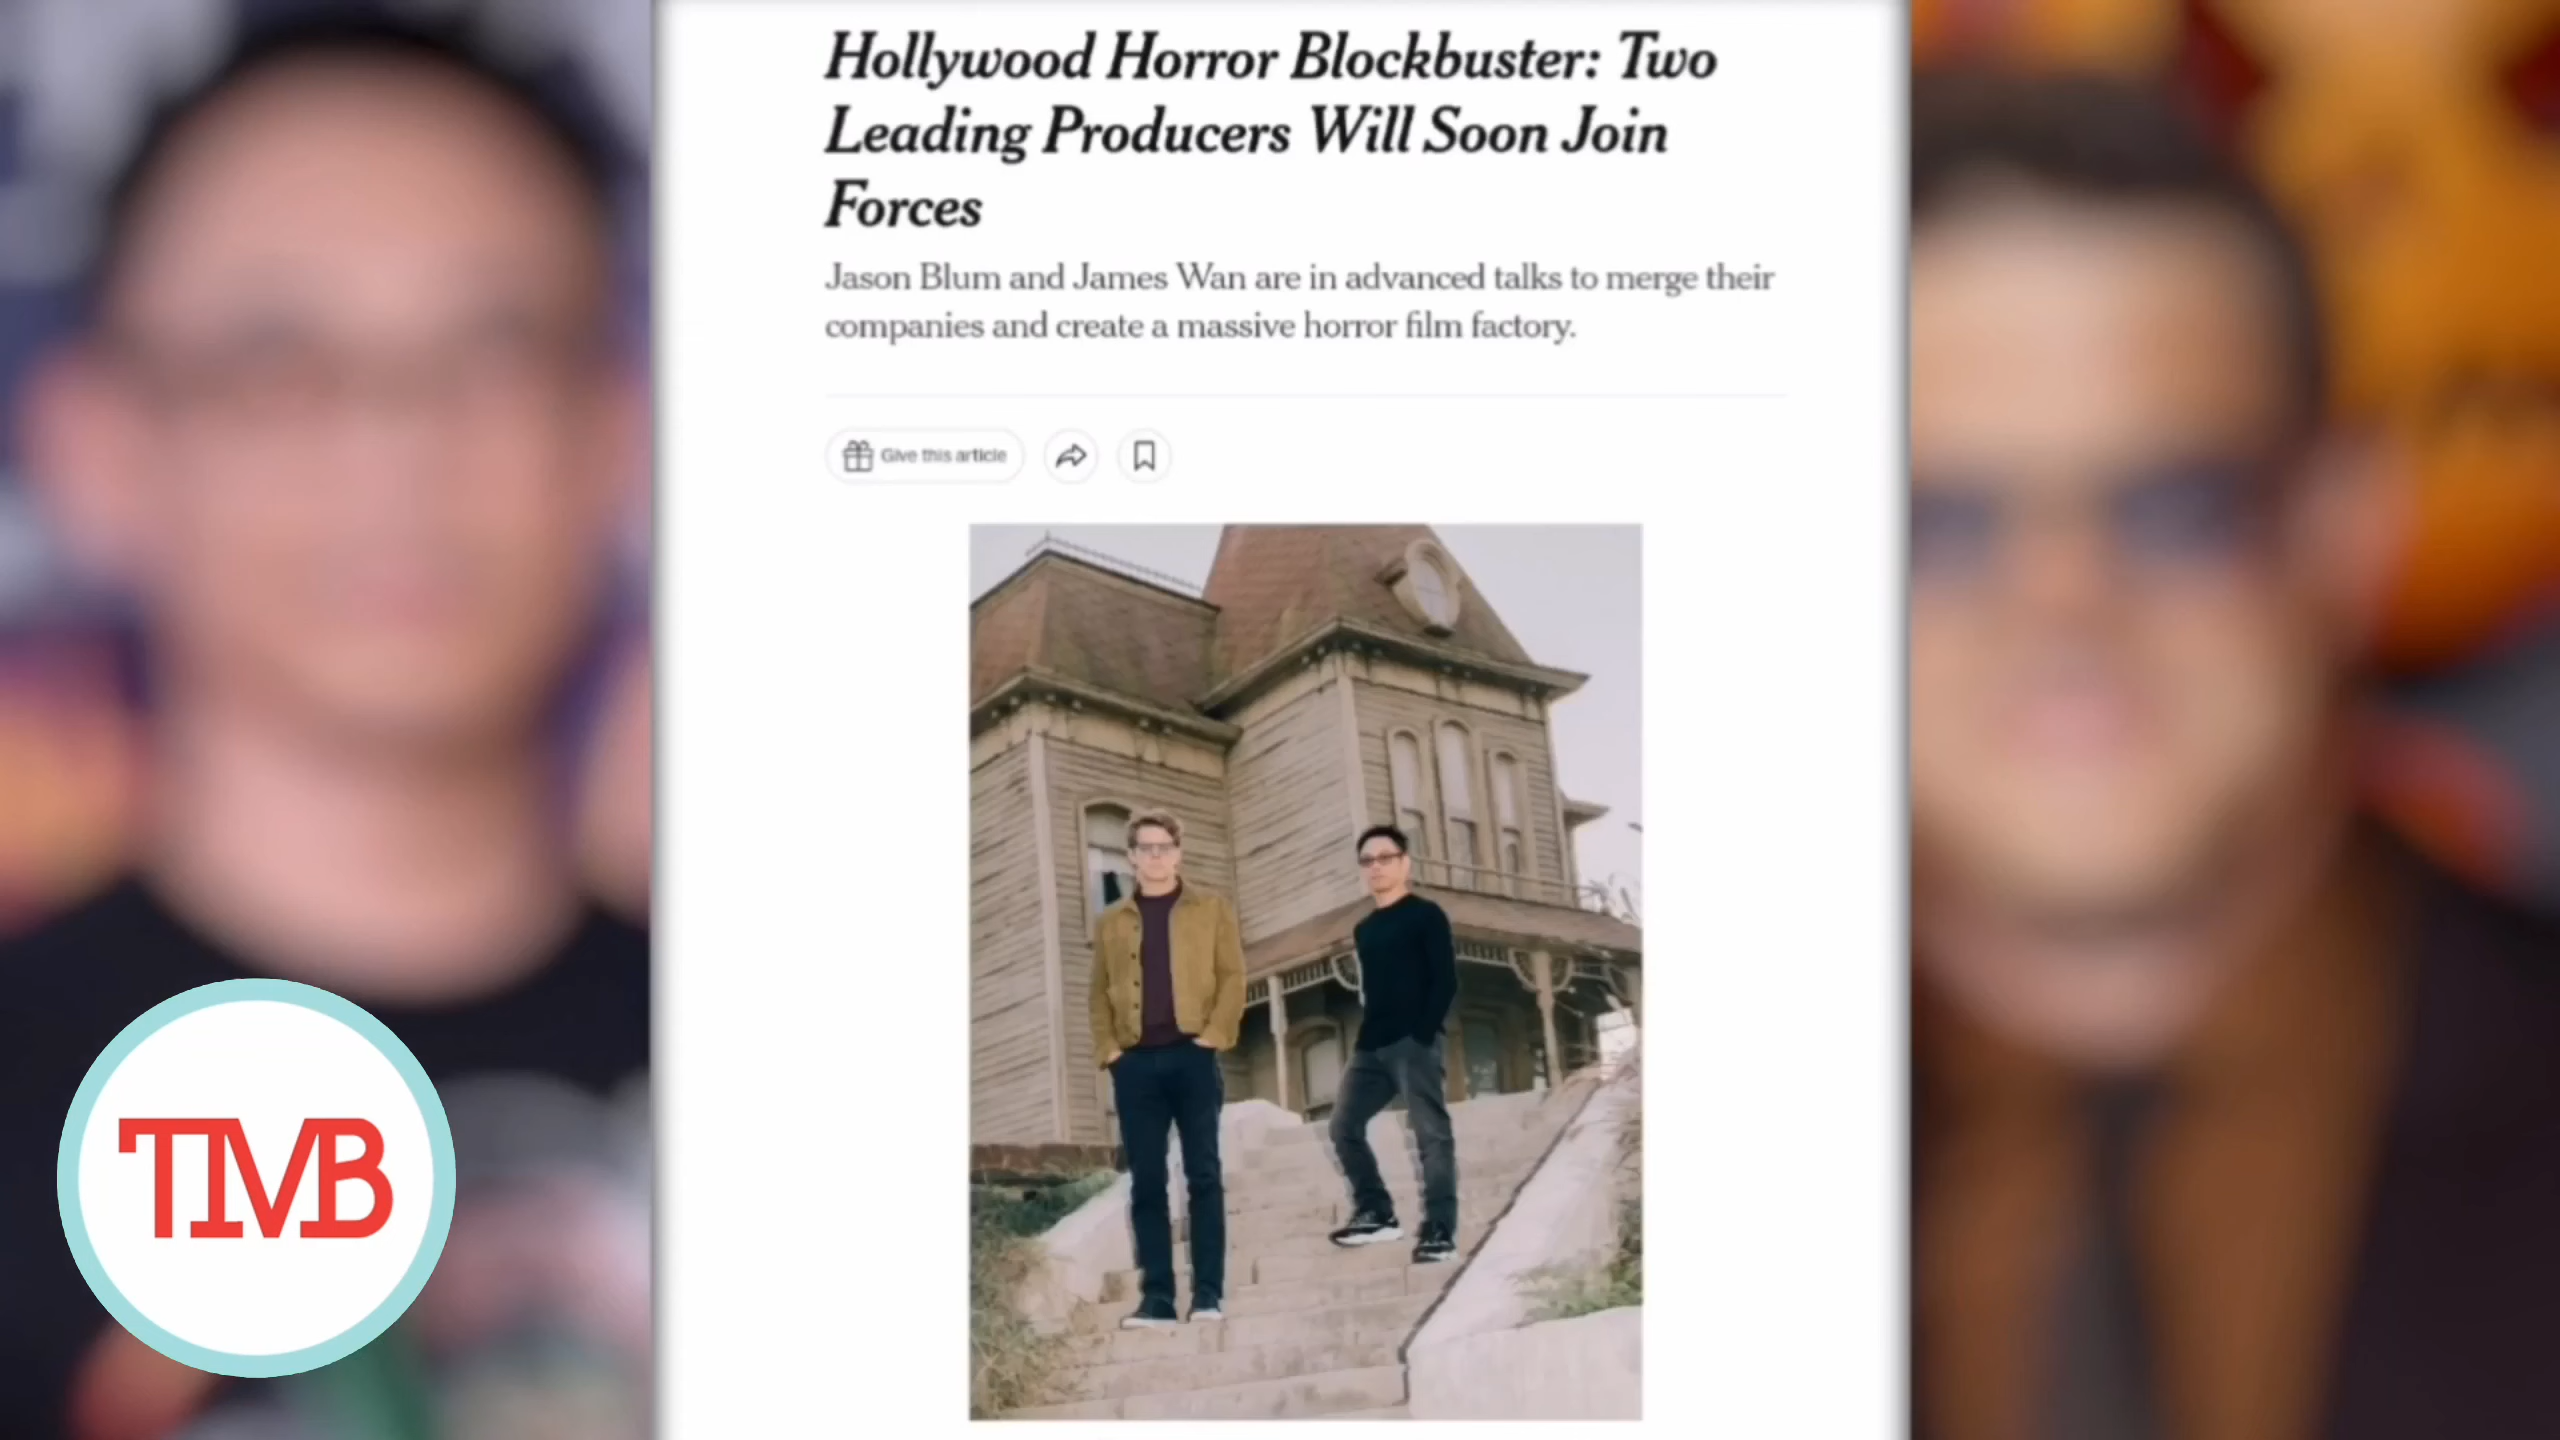 Hollywood Horror Blockbuster: Two
Leading Producers Will Soon Join
Forces
Jason Blum and James Wan are in advanced talks to merge their
companies and create a massive horror film factory.
Give this article
TMB